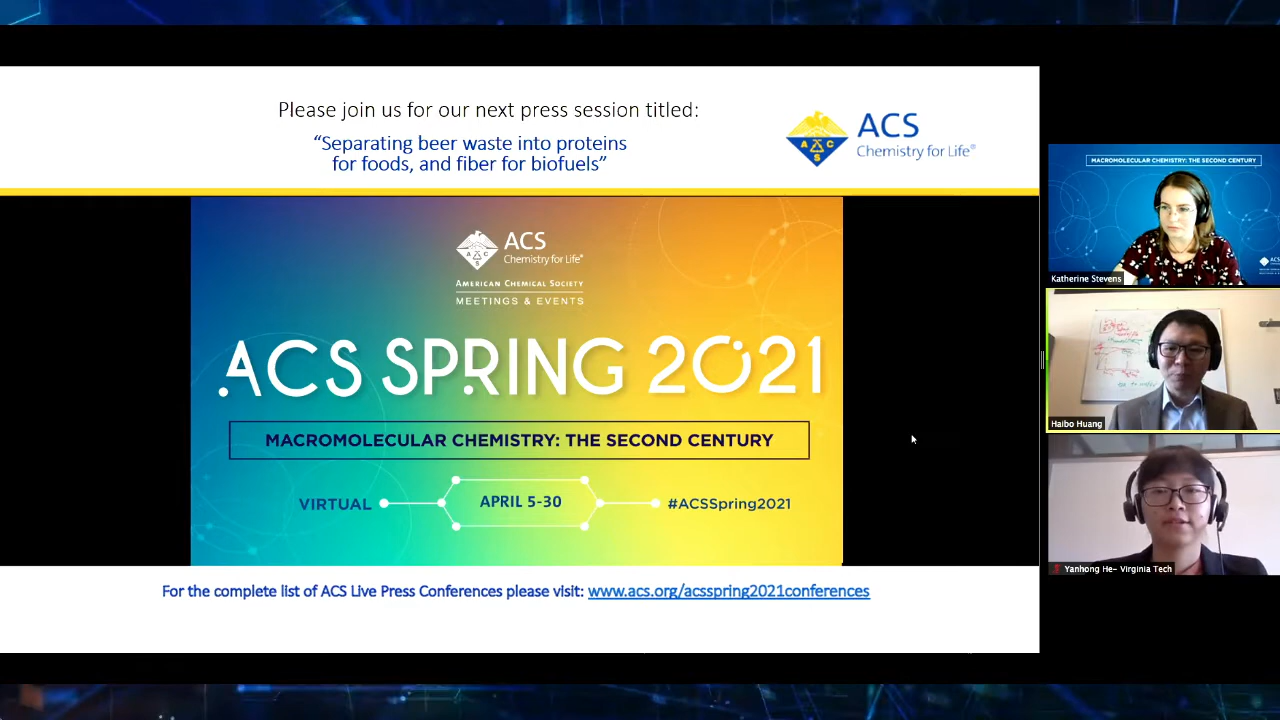 Please join us for our next press session titled:
“Separating beer waste into proteins
for foods, and fiber for biofuels”
A C S
ACS
Chemistry for Life®
A C S
ACS
Chemistry for Life®
AMERICAN CHEMICAL SOCIETY
MEETINGS & EVENTS
ACS SPRING 2021
MACROMOLECULAR CHEMISTRY: THE SECOND CENTURY
VIRTUAL
APRIL 5-30
#ACSSpring2021
For the complete list of ACS Live Press Conferences please visit: www.acs.org/acsspring2021conferences
MACROMOLECULAR CHEMISTRY: THE SECOND CENTURY
Katherine Stevens
Haibo Huang
Yanhong He- Virginia Tech